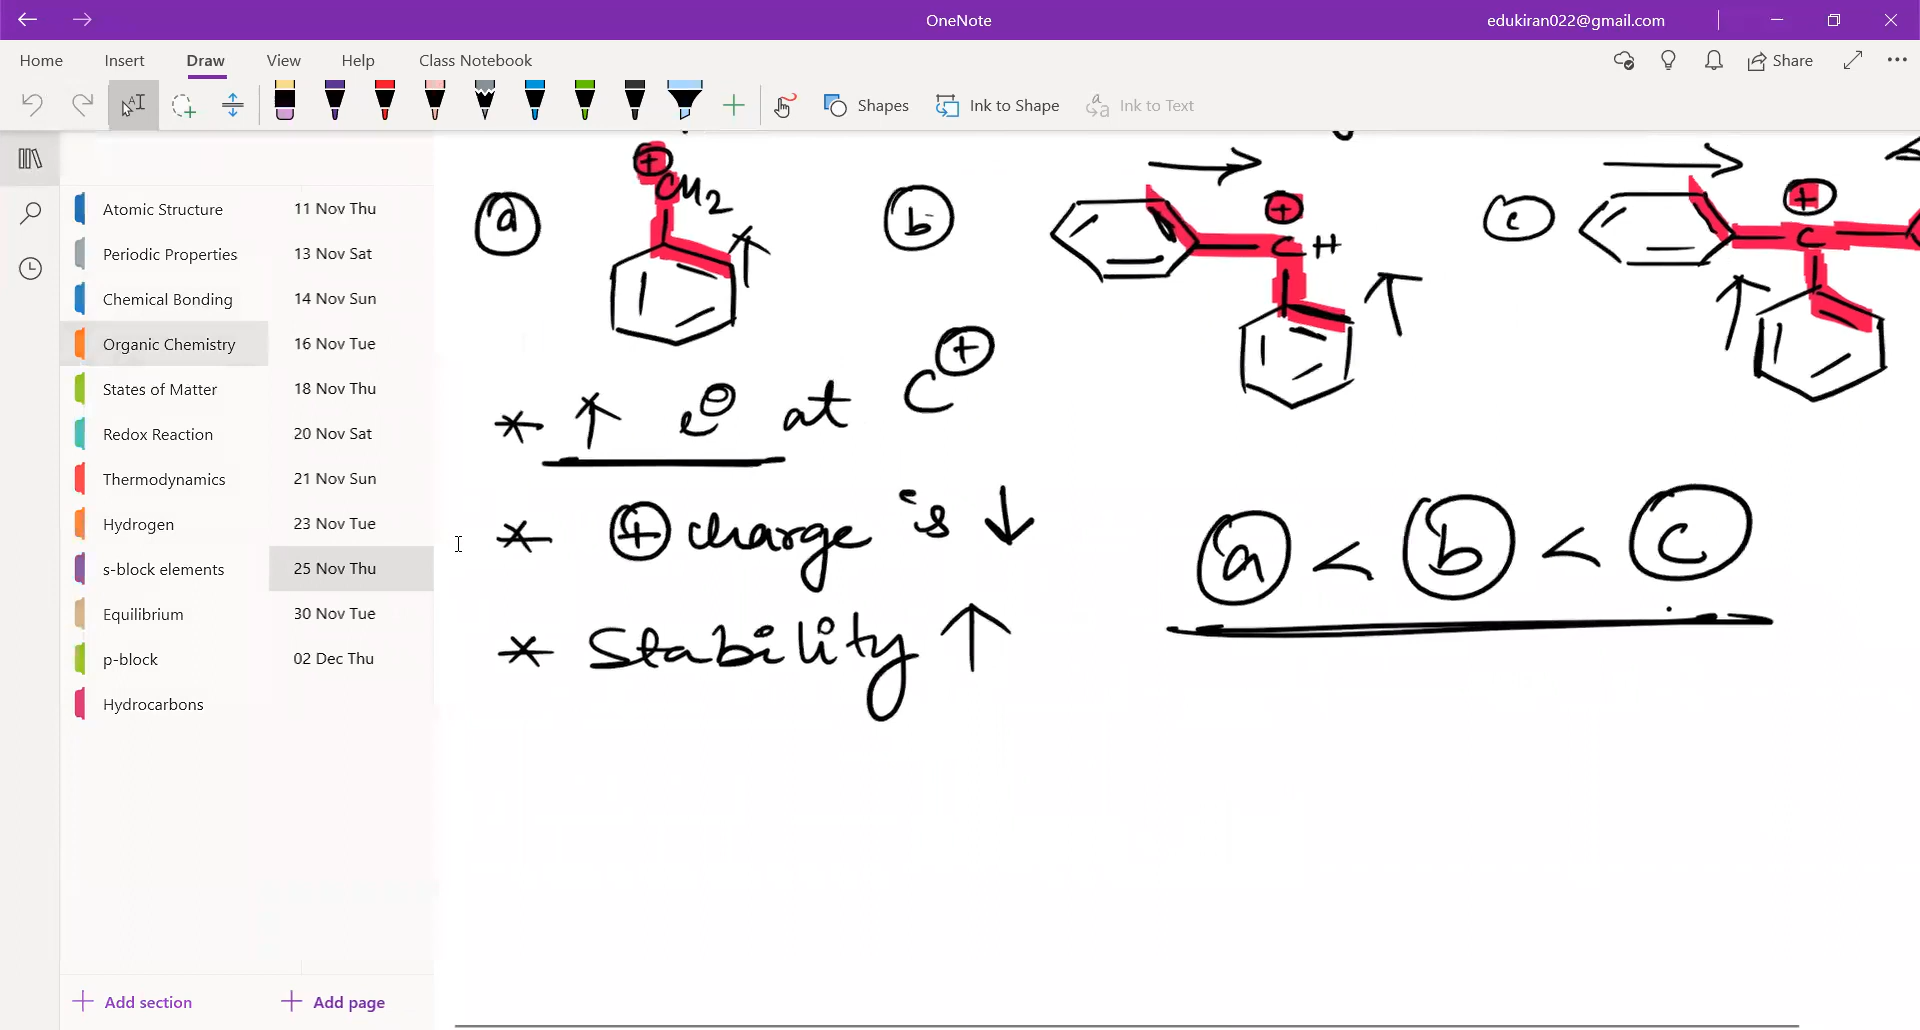 OneNote
edukiran022@gmail.com
Home Insert Draw View Help Class Notebook
Share
Shapes Ink to Shape Ink to Text
Atomic Structure
Periodic Properties
Chemical Bonding
Organic Chemistry
States of Matter
Redox Reaction
Thermodynamics
Hydrogen
s-block elements
Equilibrium
p-block
Hydrocarbons
Add section
11 Nov Thu
13 Nov Sat
14 Nov Sun
16 Nov Tue
18 Nov Thu
20 Nov Sat
21 Nov Sun
23 Nov Tue
25 Nov Thu
30 Nov Tue
02 Dec Thu
Add page
a
⊕
CH2
b
⊕
C H
c
⊕
C
* ↑ e⊖ at C⊕
* ⊕ charge is ↓
* Stability ↑
a < b < c